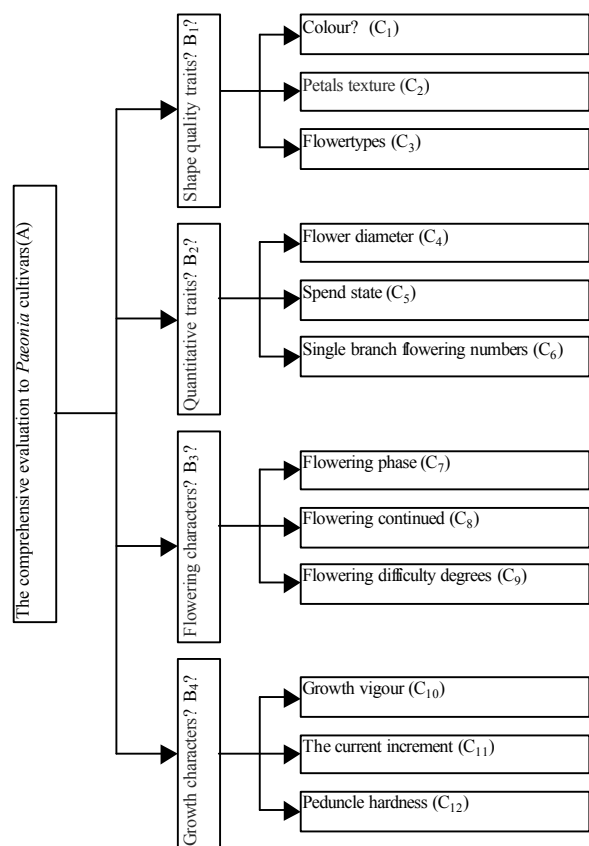 The comprehensive evaluation to Paeonia cultivars(A)
Shape quality traits? B₁?
Colour? (C₁)
Petals texture (C₂)
Flowertypes (C₃)
Quantitative traits? B₂?
Flower diameter (C₄)
Spend state (C₅)
Single branch flowering numbers (C₆)
Flowering characters? B₃?
Flowering phase (C₇)
Flowering continued (C₈)
Flowering difficulty degrees (C₉)
Growth characters? B₄?
Growth vigour (C₁₀)
The current increment (C₁₁)
Peduncle hardness (C₁₂)